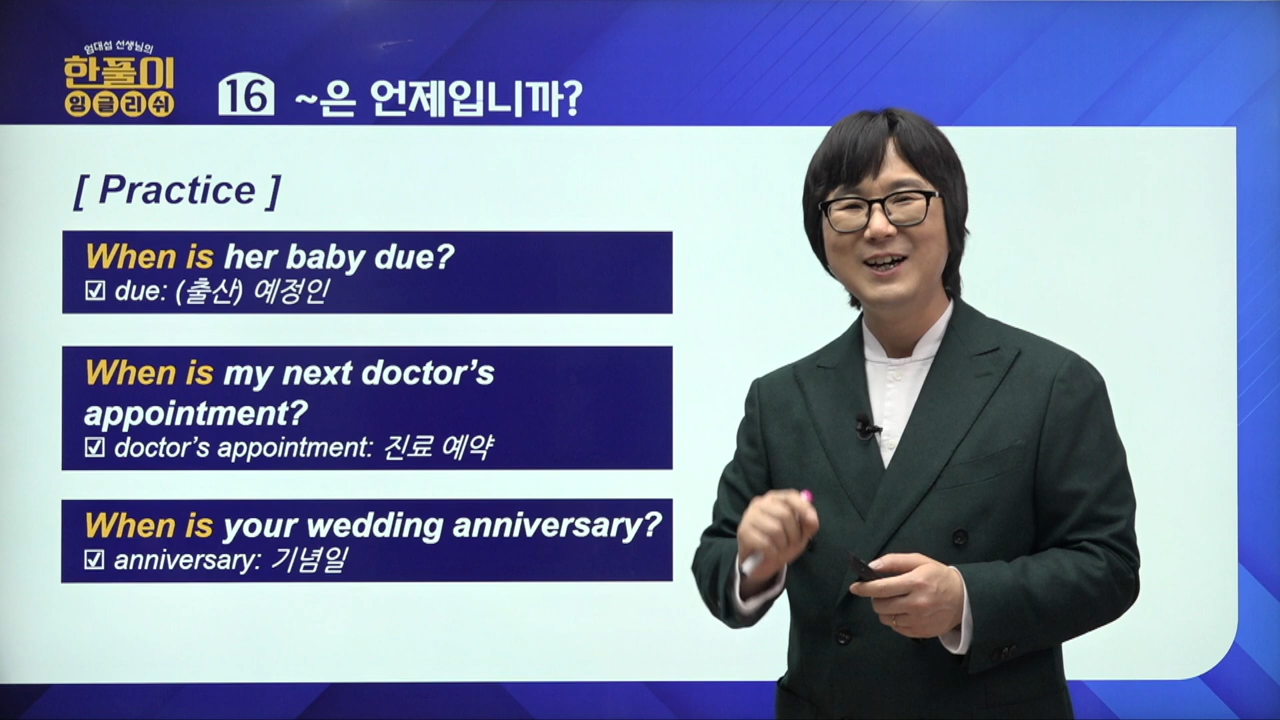 엄대섭 선생님의
한풀이
잉글리쉬
16 ~은 언제입니까?
[ Practice ]
When is her baby due?
☑ due: (출산) 예정인
When is my next doctor’s
appointment?
☑ doctor’s appointment: 진료 예약
When is your wedding anniversary?
☑ anniversary: 기념일